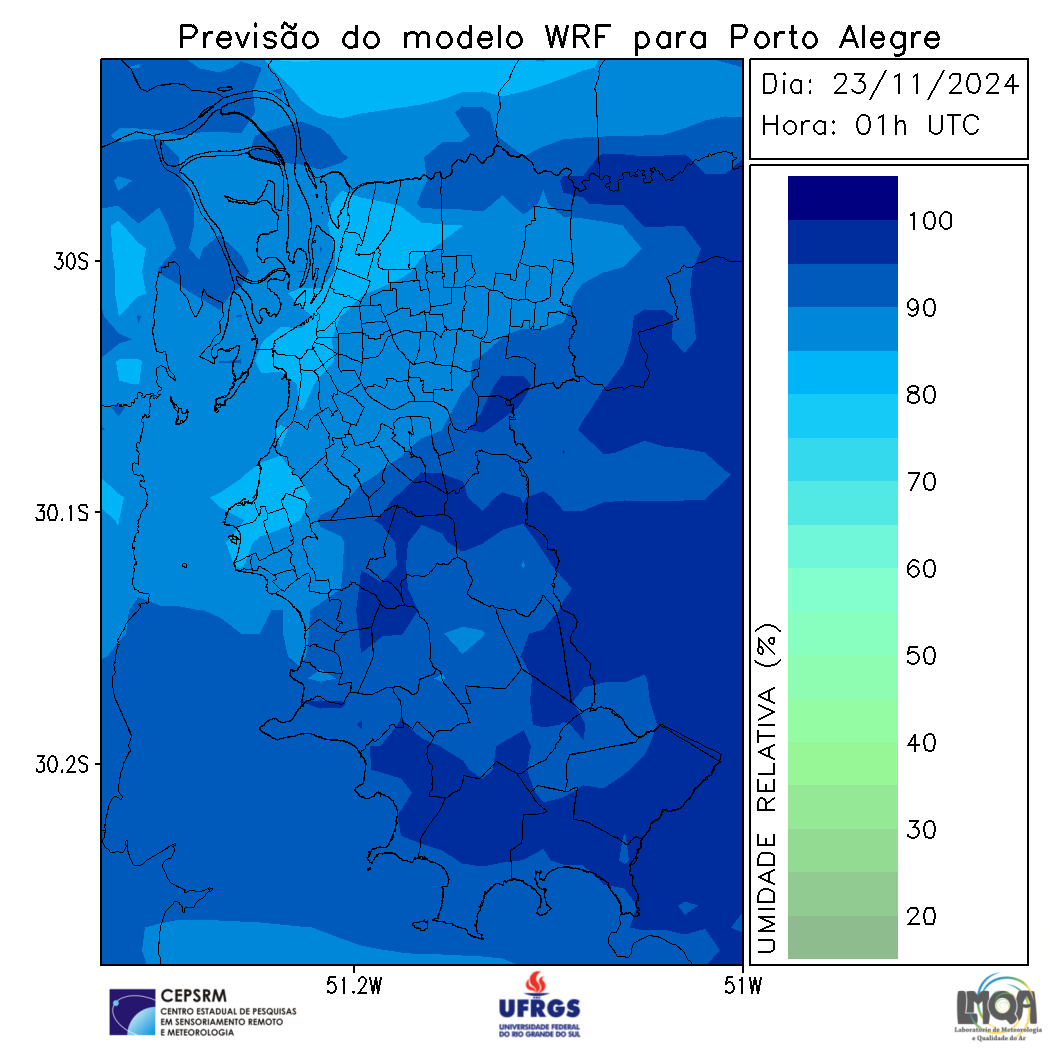 Previsão do modelo WRF para Porto Alegre
Dia: 23/11/2024
Hora: 01h UTC
100
90
80
70
60
50
40
30
20
UMIDADE RELATIVA (%)
30S
30.1S
30.2S
51.2W
51W
CEPSRM
CENTRO ESTADUAL DE PESQUISAS
EM SENSORIAMENTO REMOTO
E METEOROLOGIA
UFRGS
UNIVERSIDADE FEDERAL
DO RIO GRANDE DO SUL
LMQA
Laboratório de Meteorologia
e Qualidade do Ar